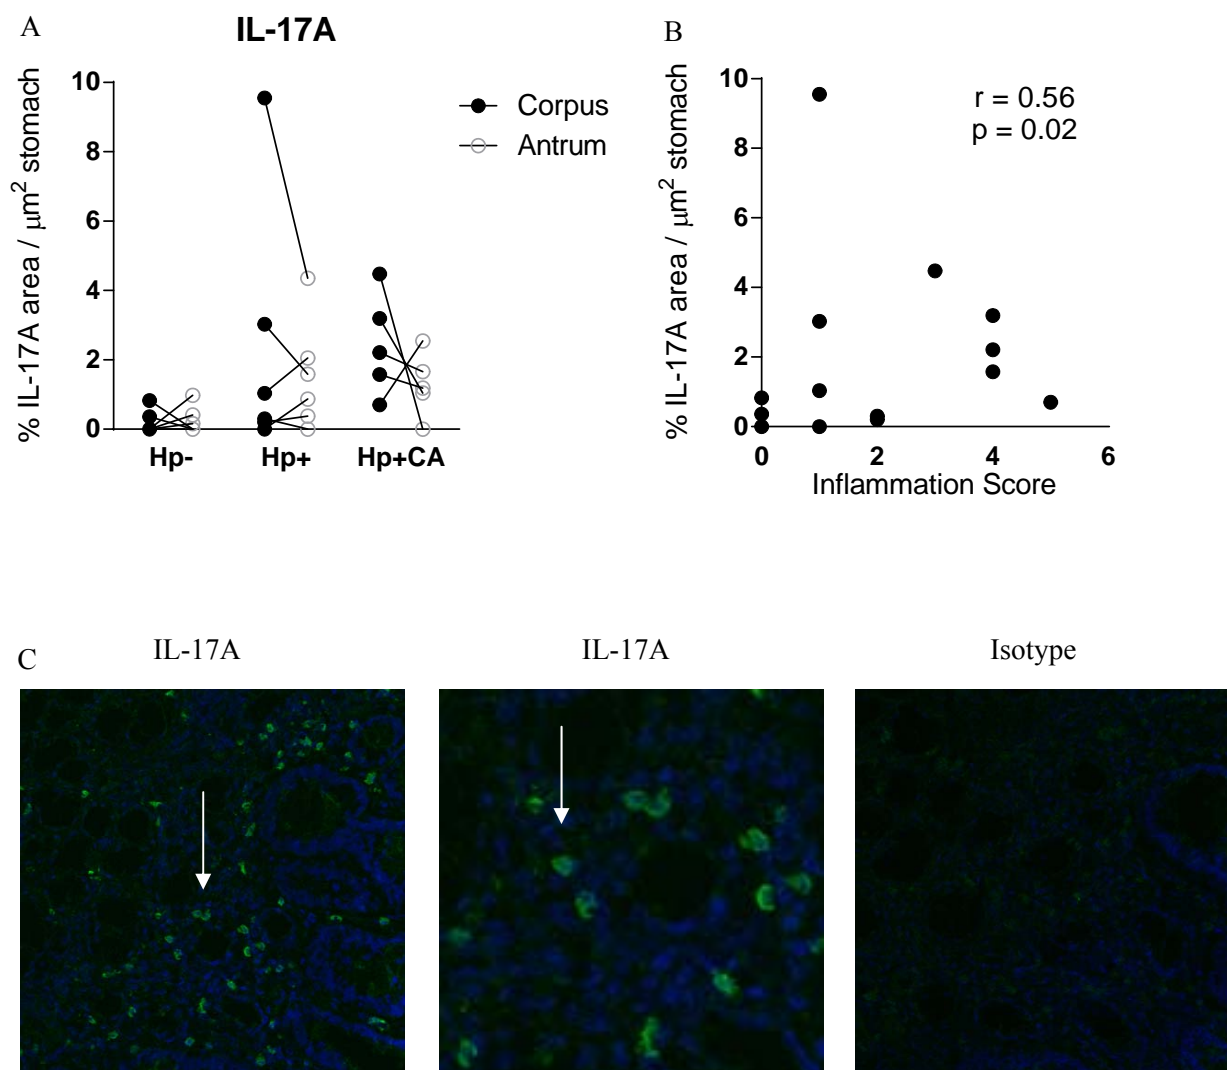 A
IL-17A
% IL-17A area / μm² stomach
10
8
6
4
2
0
Hp-
Hp+
Hp+CA
Corpus
Antrum
B
% IL-17A area / μm² stomach
10
8
6
4
2
0
r = 0.56
p = 0.02
0 2 4 6
Inflammation Score
C
IL-17A
IL-17A
Isotype